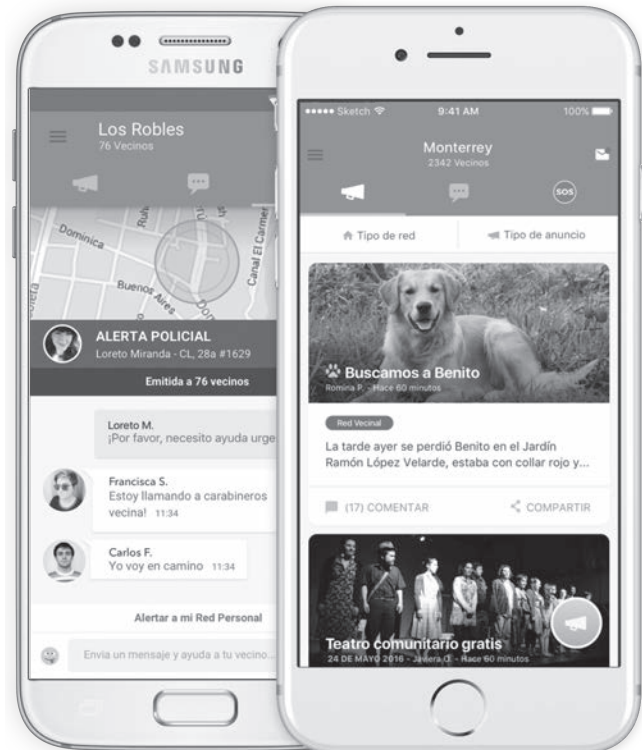 SAMSUNG
Los Robles
76 Vecinos
Dominica
Buenos Aires
Canal El Carmen
ALERTA POLICIAL
Loreto Miranda - CL, 28a #1629
Emitida a 76 vecinos
Loreto M.
¡Por favor, necesito ayuda urge
Francisca S.
Estoy llamando a carabineros
vecina! 11:34
Carlos F.
Yo voy en camino 11:34
Alertar a mi Red Personal
Envia un mensaje y ayuda a tu vecino...
Sketch 9:41 AM 100%
Monterrey
2342 Vecinos
SOS
Tipo de red Tipo de anuncio
Buscamos a Benito
Romina P. - Hace 60 minutos
Red Vecinal
La tarde ayer se perdió Benito en el Jardín
Ramón López Velarde, estaba con collar rojo y...
(17) COMENTAR COMPARTIR
Teatro comunitario gratis
24 DE MAYO 2016 - Javiera O. - Hace 60 minutos